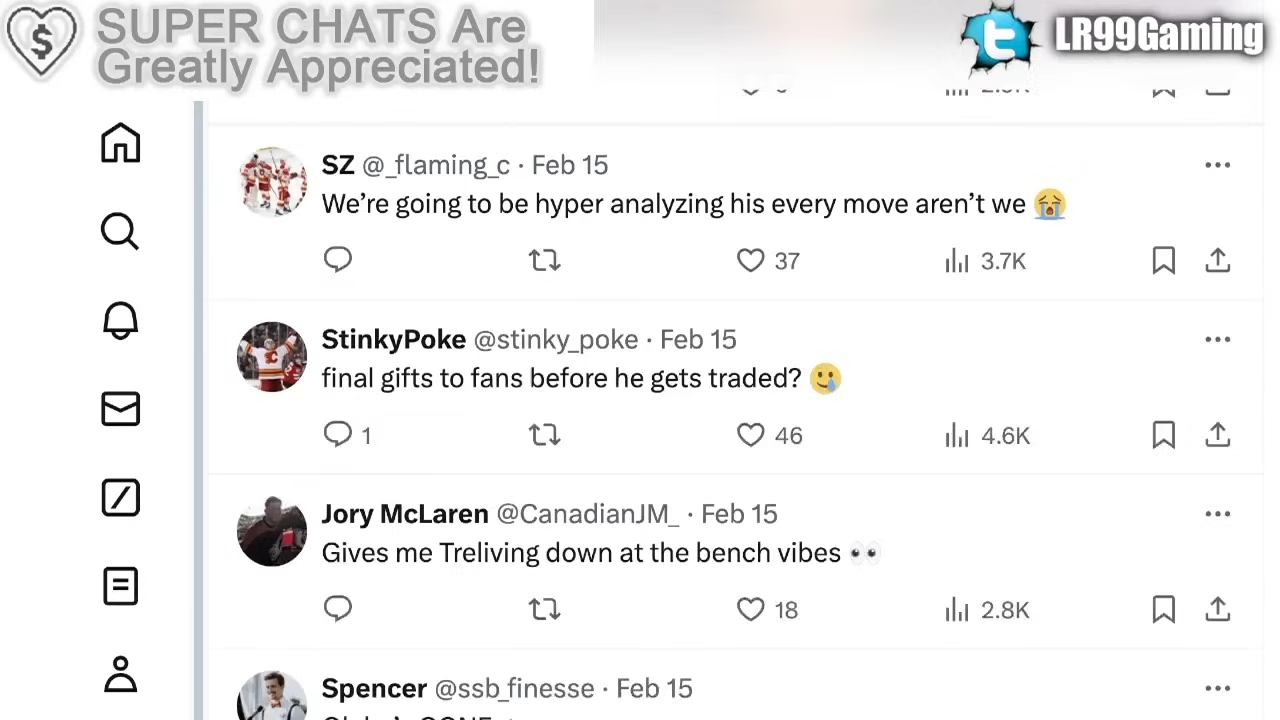 SUPER CHATS Are
Greatly Appreciated!
LR99Gaming
SZ @_flaming_c · Feb 15
We’re going to be hyper analyzing his every move aren’t we 😭
37 3.7K
StinkyPoke @stinky_poke · Feb 15
final gifts to fans before he gets traded? 🥲
1 46 4.6K
Jory McLaren @CanadianJM_ · Feb 15
Gives me Treliving down at the bench vibes 👀
18 2.8K
Spencer @ssb_finesse · Feb 15